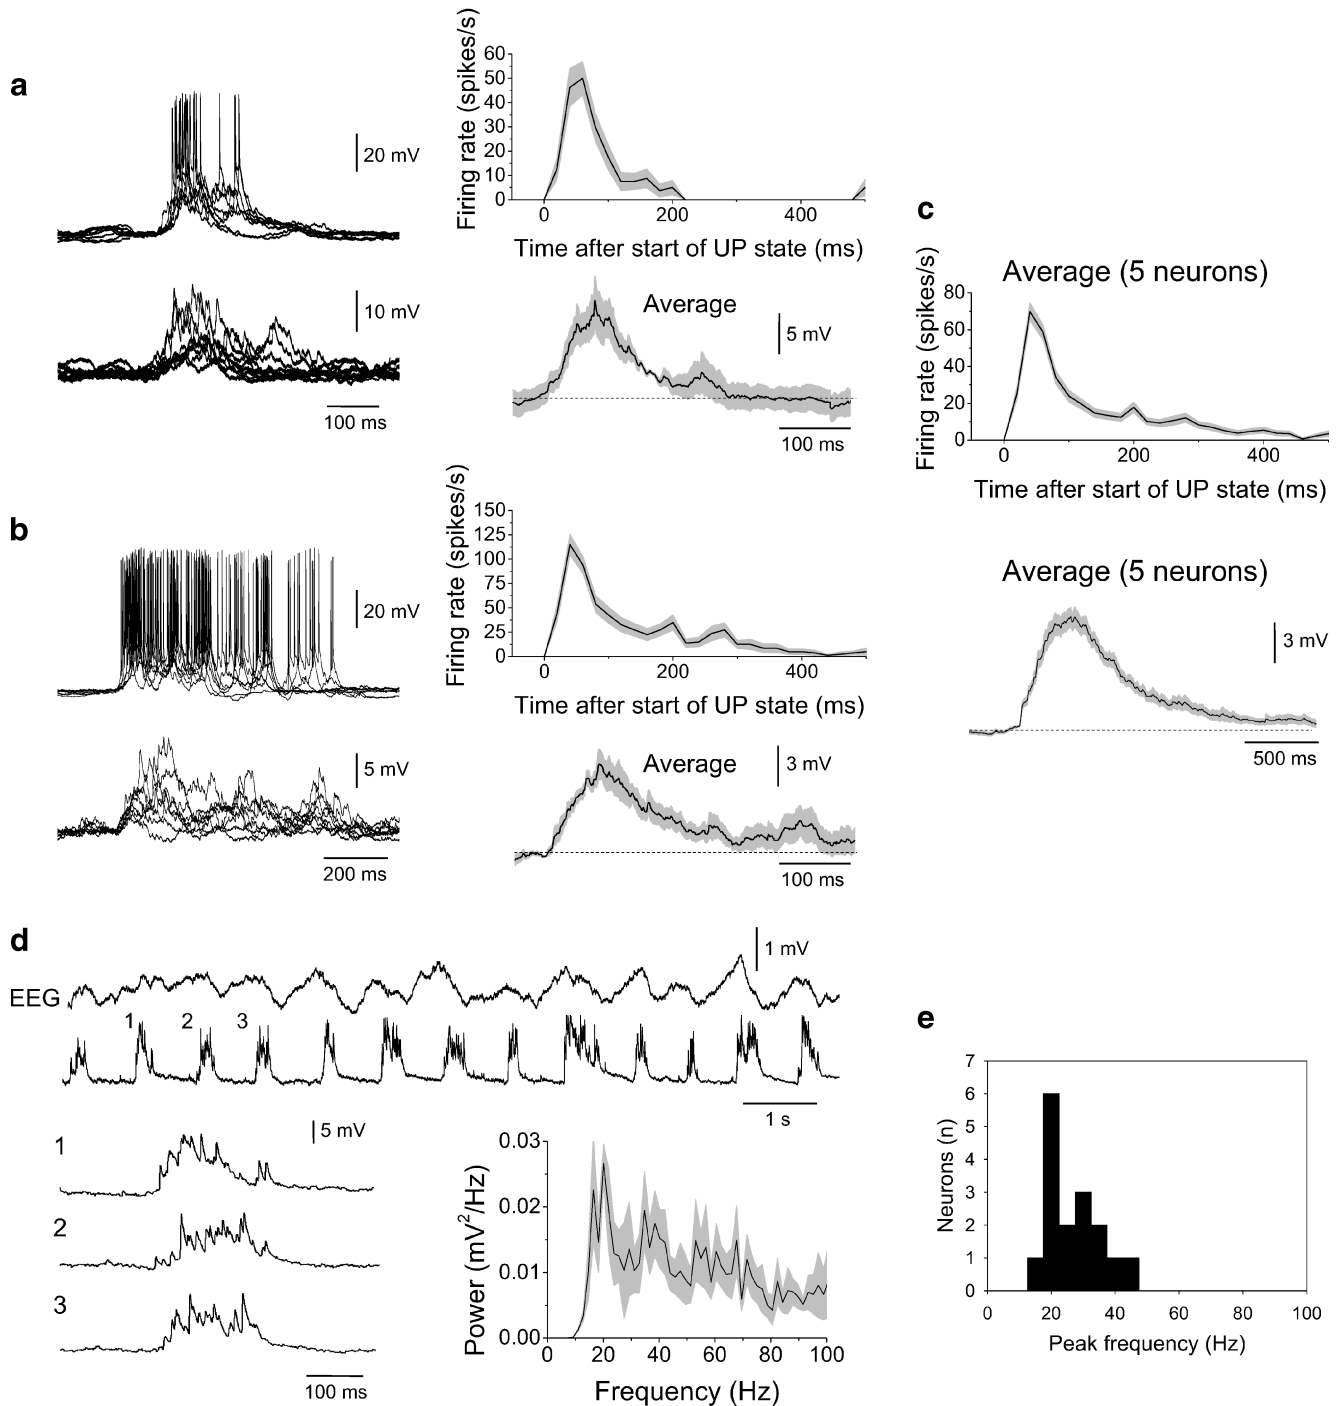 a
20 mV
10 mV
100 ms
Firing rate (spikes/s)
60
50
40
30
20
10
0
0 200 400
Time after start of UP state (ms)
Average
5 mV
100 ms
b
20 mV
5 mV
200 ms
Firing rate (spikes/s)
150
125
100
75
50
25
0
0 200 400
Time after start of UP state (ms)
Average
3 mV
100 ms
c
Average (5 neurons)
Firing rate (spikes/s)
80
60
40
20
0
0 200 400
Time after start of UP state (ms)
Average (5 neurons)
3 mV
500 ms
d
EEG
1 mV
1 2 3
1 s
1
5 mV
2
3
100 ms
Power (mV²/Hz)
0.03
0.02
0.01
0.00
0 20 40 60 80 100
Frequency (Hz)
e
Neurons (n)
7
6
5
4
3
2
1
0
0 20 40 60 80 100
Peak frequency (Hz)